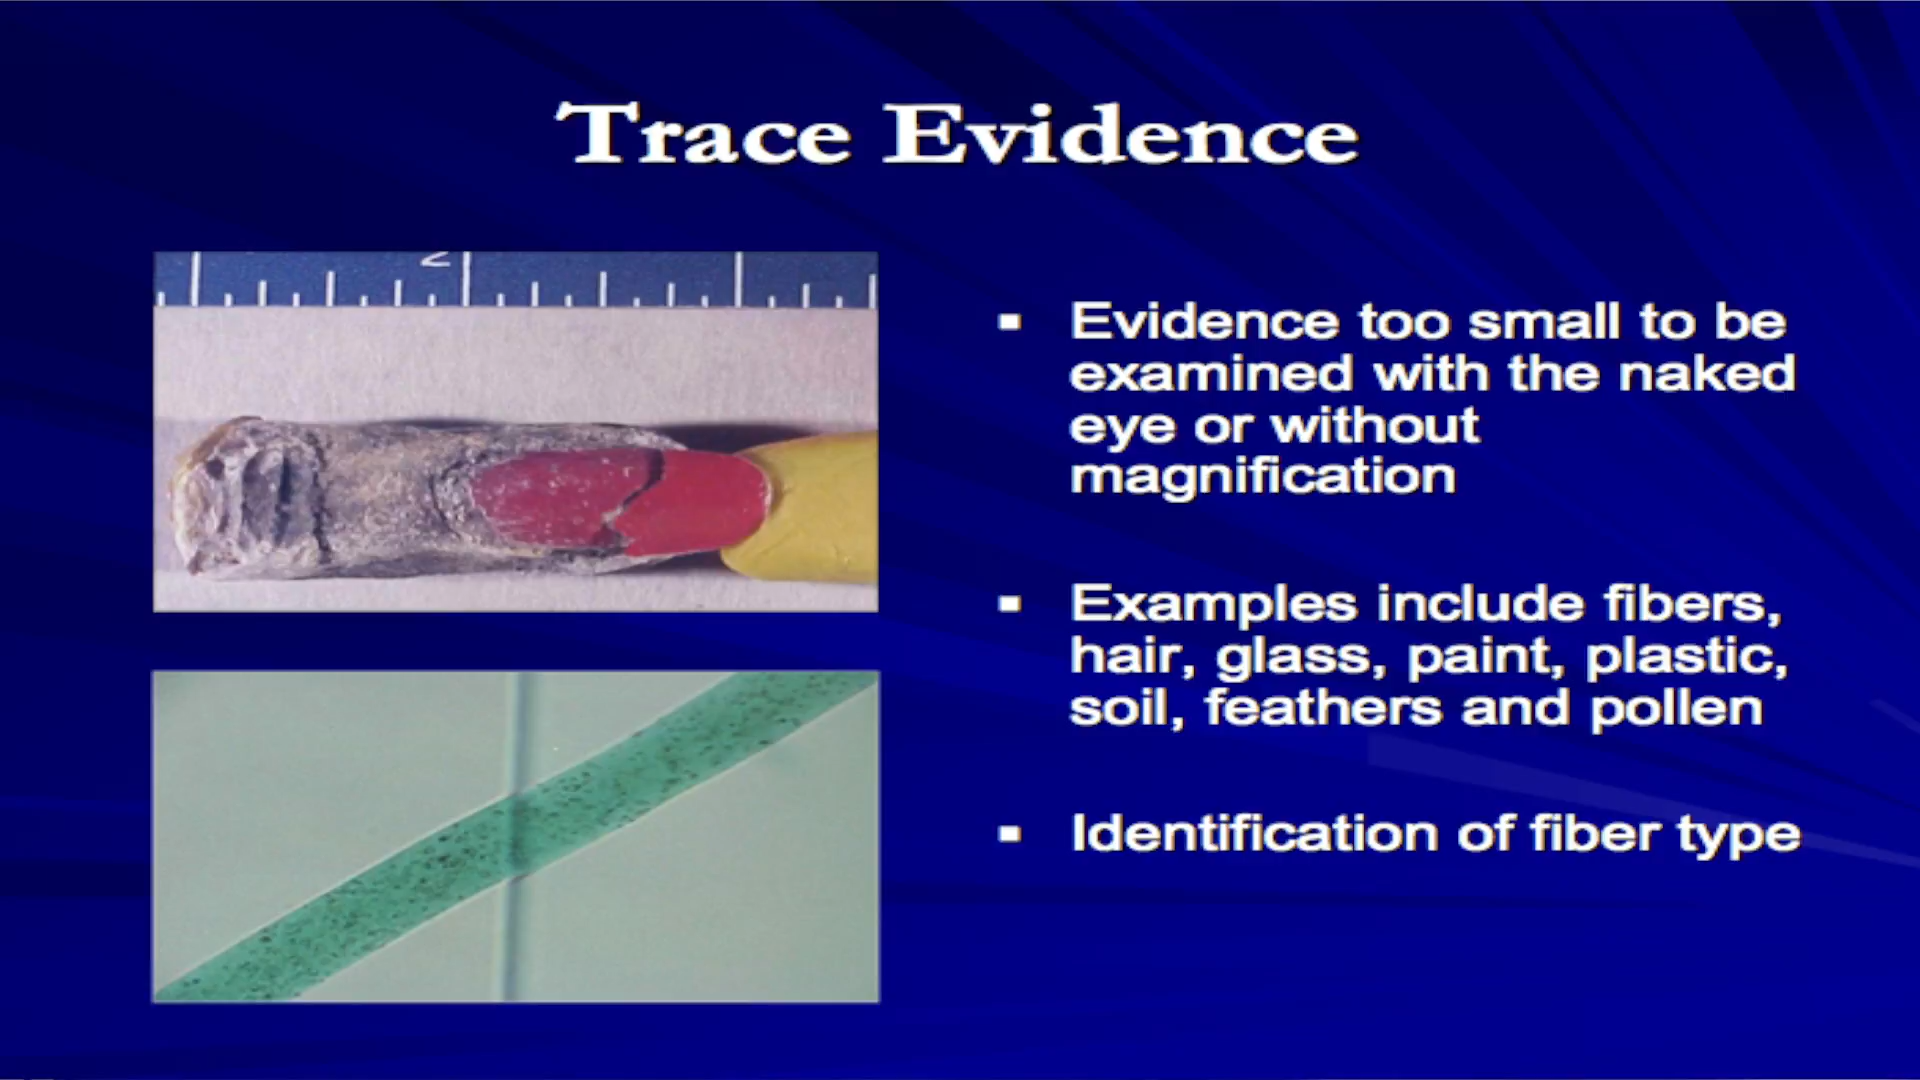 Trace Evidence
2
▪ Evidence too small to be
examined with the naked
eye or without
magnification
▪ Examples include fibers,
hair, glass, paint, plastic,
soil, feathers and pollen
▪ Identification of fiber type